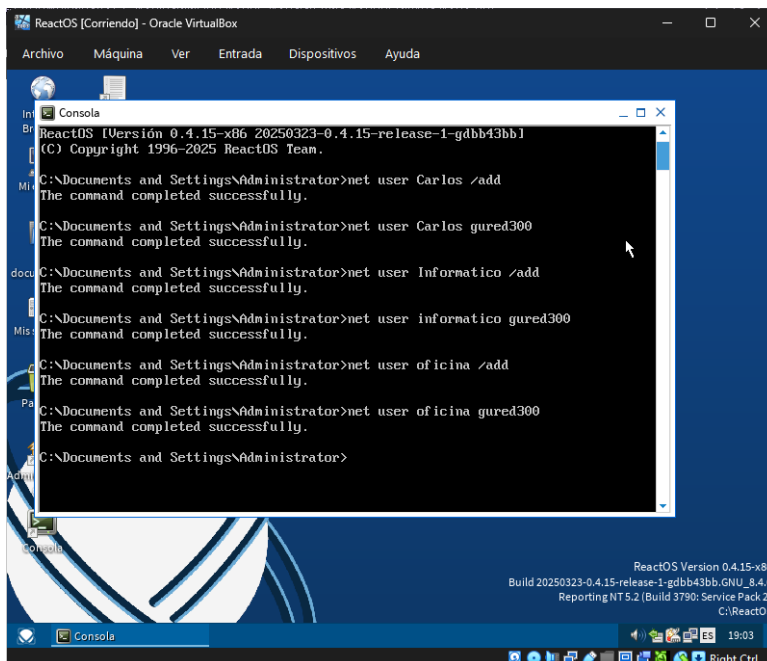 ReactOS [Corriendo] - Oracle VirtualBox
Archivo Máquina Ver Entrada Dispositivos Ayuda
Consola
ReactOS [Versión 0.4.15-x86 20250323-0.4.15-release-1-gdbb43bb]
(C) Copyright 1996-2025 ReactOS Team.
C:\Documents and Settings\Administrator>net user Carlos /add
The command completed successfully.
C:\Documents and Settings\Administrator>net user Carlos gured300
The command completed successfully.
C:\Documents and Settings\Administrator>net user Informatico /add
The command completed successfully.
C:\Documents and Settings\Administrator>net user informatico gured300
The command completed successfully.
C:\Documents and Settings\Administrator>net user oficina /add
The command completed successfully.
C:\Documents and Settings\Administrator>net user oficina gured300
The command completed successfully.
C:\Documents and Settings\Administrator>
Consola
ReactOS Version 0.4.15-x8
Build 20250323-0.4.15-release-1-gdbb43bb.GNU_8.4.
Reporting NT 5.2 (Build 3790: Service Pack 2
C:\ReactO
Consola
ES 19:03
Right Ctrl